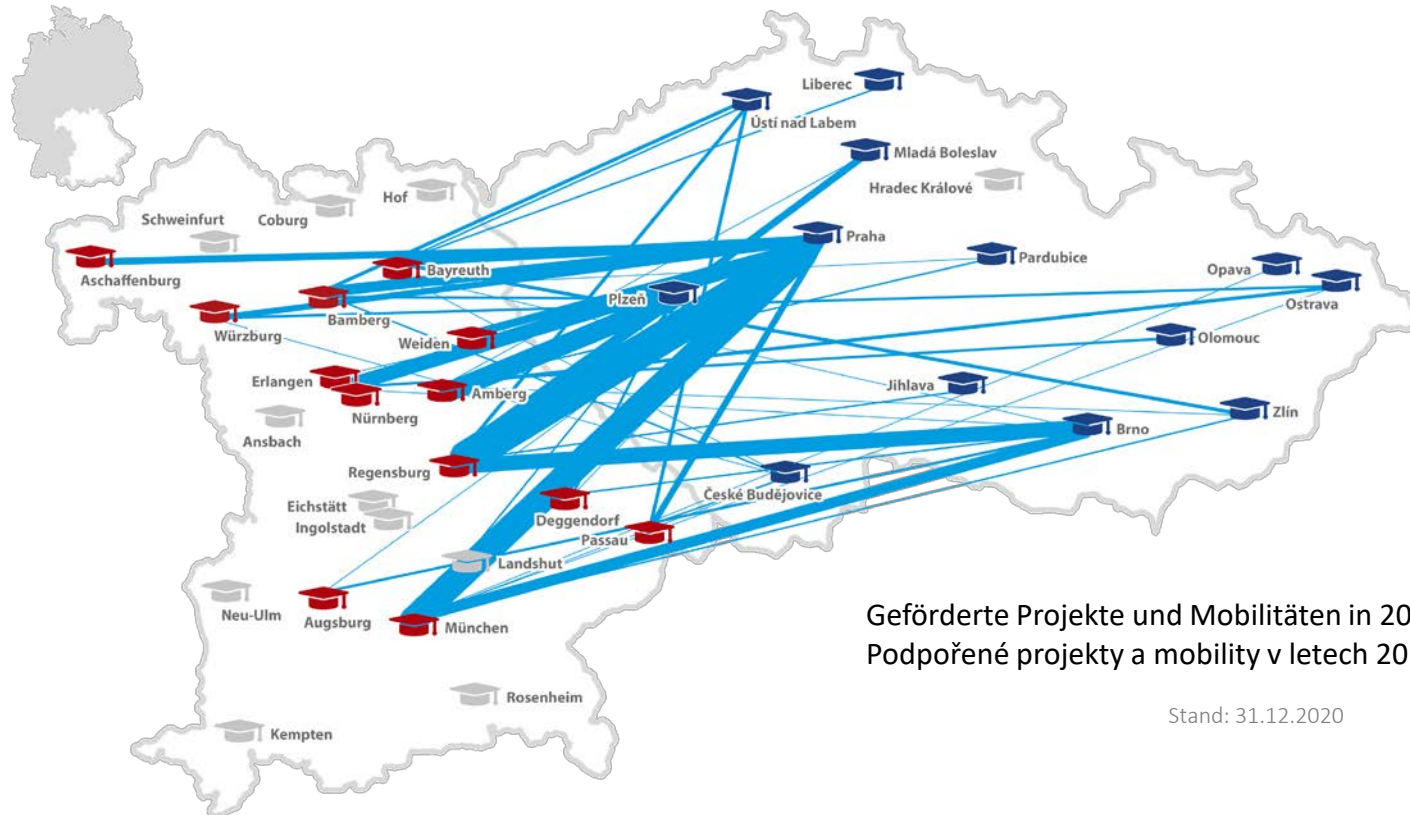 Liberec
Ústí nad Labem
Mladá Boleslav
Hradec Králové
Hof
Coburg
Schweinfurt
Praha
Pardubice
Opava
Ostrava
Aschaffenburg
Bayreuth
Plzeň
Bamberg
Würzburg
Weiden
Olomouc
Erlangen
Amberg
Jihlava
Nürnberg
Zlín
Ansbach
Brno
Regensburg
České Budějovice
Eichstätt
Ingolstadt
Deggendorf
Passau
Landshut
Neu-Ulm
Augsburg
München
Geförderte Projekte und Mobilitäten in 20
Podpořené projekty a mobility v letech 20
Rosenheim
Stand: 31.12.2020
Kempten